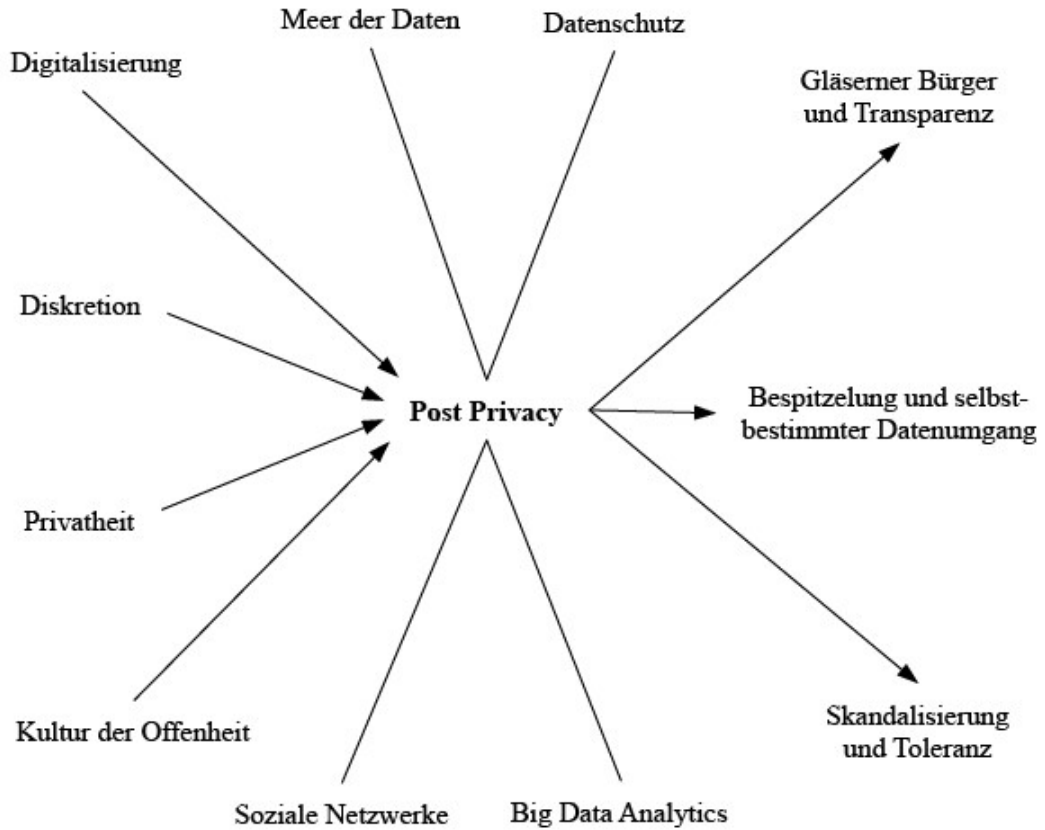 Meer der Daten
Datenschutz
Digitalisierung
Gläserner Bürger
und Transparenz
Diskretion
Post Privacy
Bespitzelung und selbst-
bestimmter Datenumgang
Privatheit
Kultur der Offenheit
Skandalisierung
und Toleranz
Soziale Netzwerke
Big Data Analytics